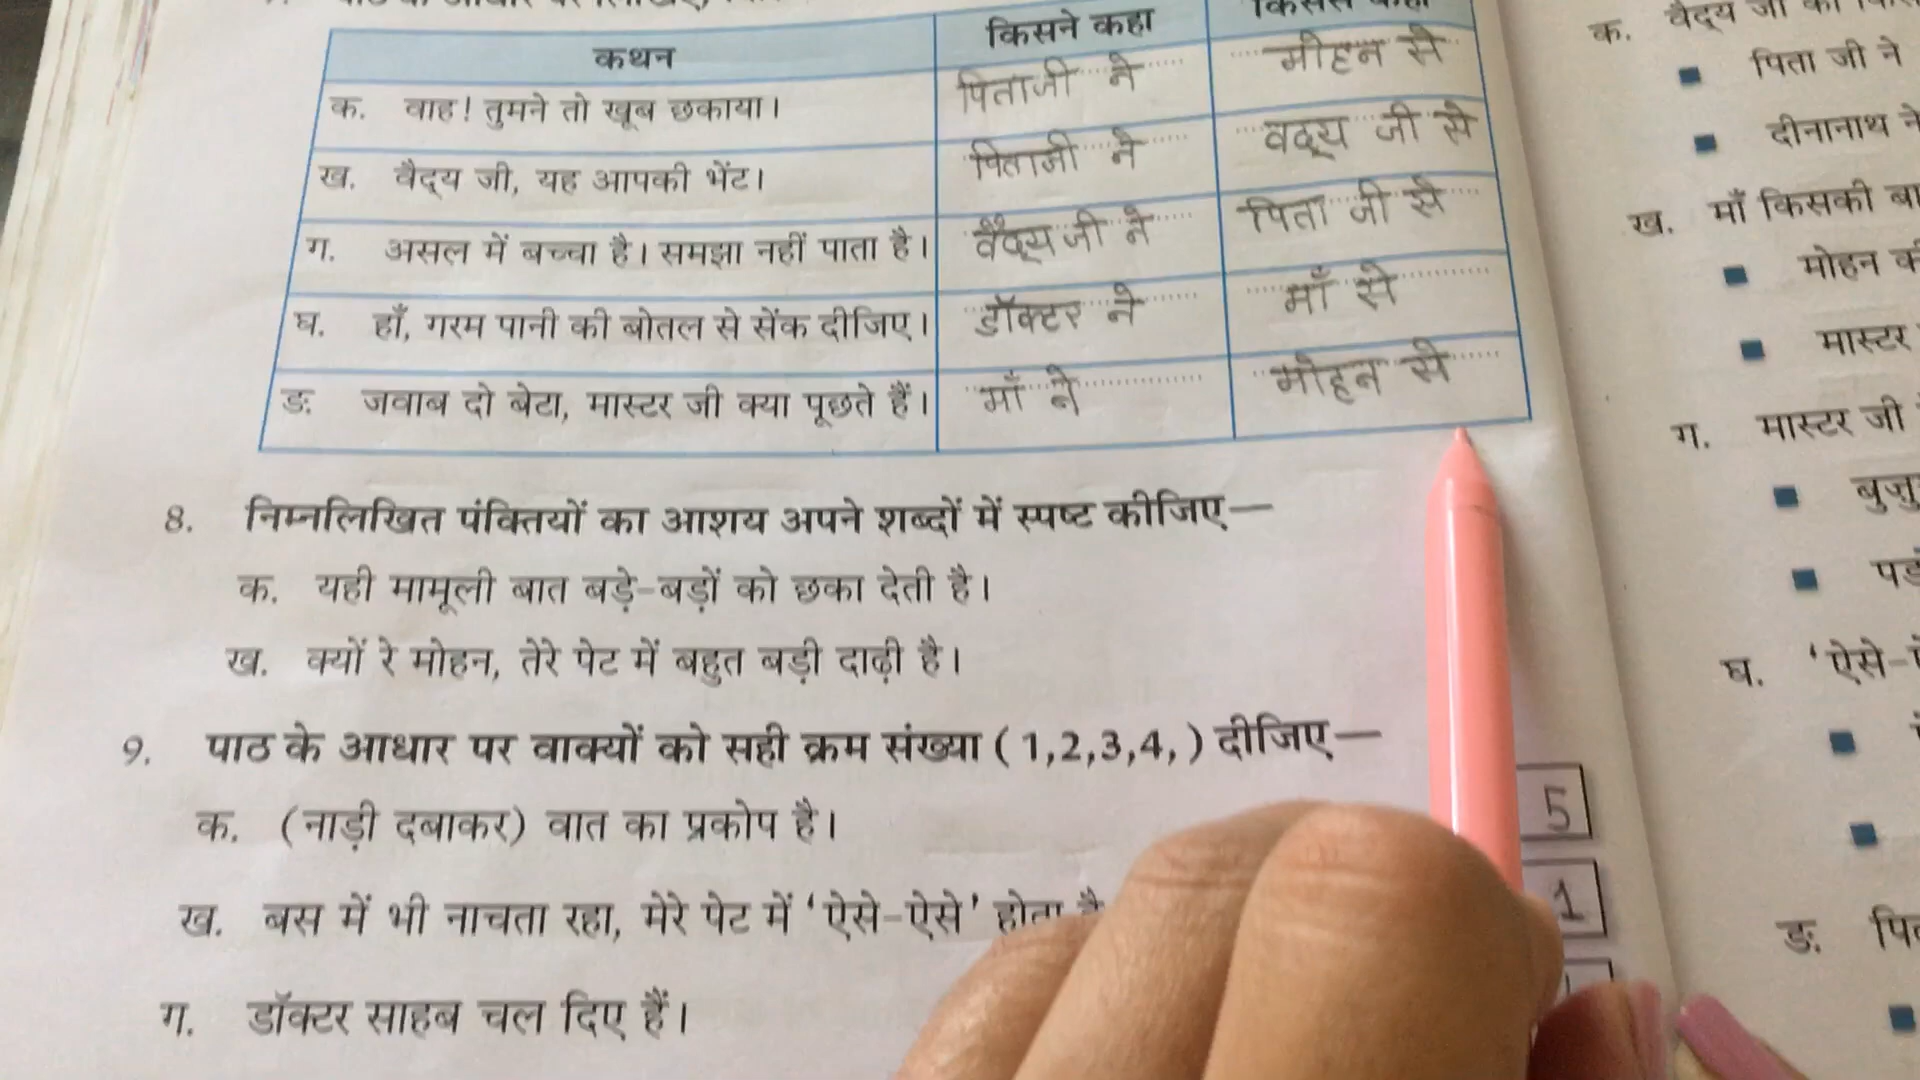 कथन किसने कहा
क. वाह! तुमने तो खूब छकाया। पिताजी ने मोहन से
ख. वैद्य जी, यह आपकी भेंट। पिताजी ने वद्य जी से
ग. असल में बच्चा है। समझा नहीं पाता है। वैद्य जी ने पिता जी से
घ. हाँ, गरम पानी की बोतल से सेंक दीजिए। डॉक्टर ने माँ से
ङ. जवाब दो बेटा, मास्टर जी क्या पूछते हैं। माँ ने मोहन से
8. निम्नलिखित पंक्तियों का आशय अपने शब्दों में स्पष्ट कीजिए—
क. यही मामूली बात बड़े-बड़ों को छका देती है।
ख. क्यों रे मोहन, तेरे पेट में बहुत बड़ी दाढ़ी है।
9. पाठ के आधार पर वाक्यों को सही क्रम संख्या ( 1,2,3,4, ) दीजिए—
क. (नाड़ी दबाकर) वात का प्रकोप है। 5
ख. बस में भी नाचता रहा, मेरे पेट में ‘ऐसे-ऐसे’ होता 1
ग. डॉक्टर साहब चल दिए हैं।
क. वैद्य जी
पिता जी ने
दीनानाथ ने
ख. माँ किसकी
मोहन
मास्टर
ग. मास्टर जी
घ. ‘ऐसे-
ङ.